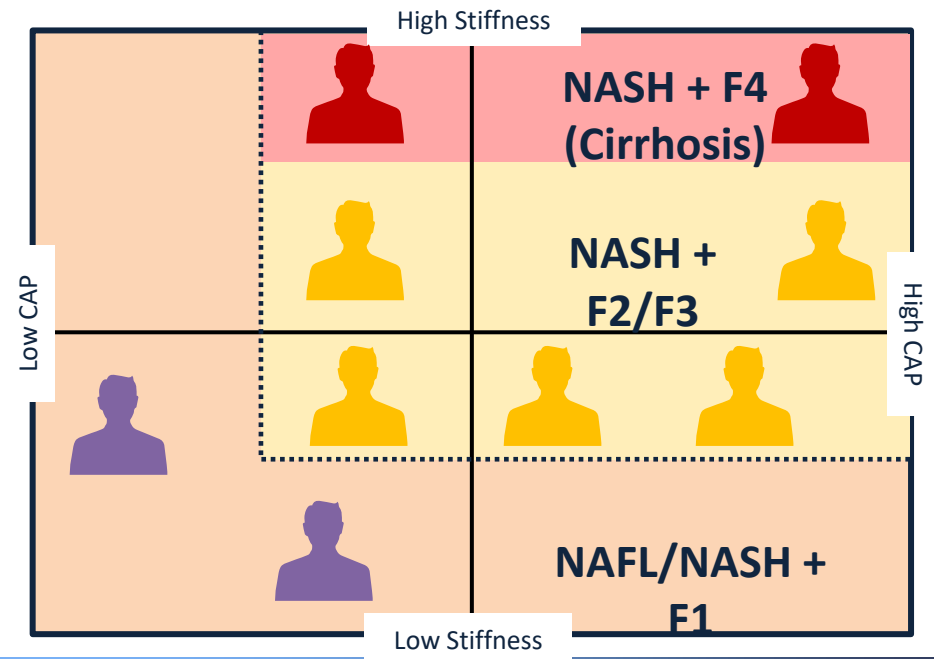 High Stiffness
NASH + F4
(Cirrhosis)
NASH +
F2/F3
Low CAP
High CAP
NAFL/NASH +
F1
Low Stiffness